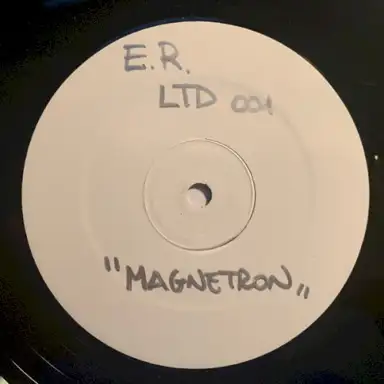 E.R.
LTD 001
"MAGNETRON"